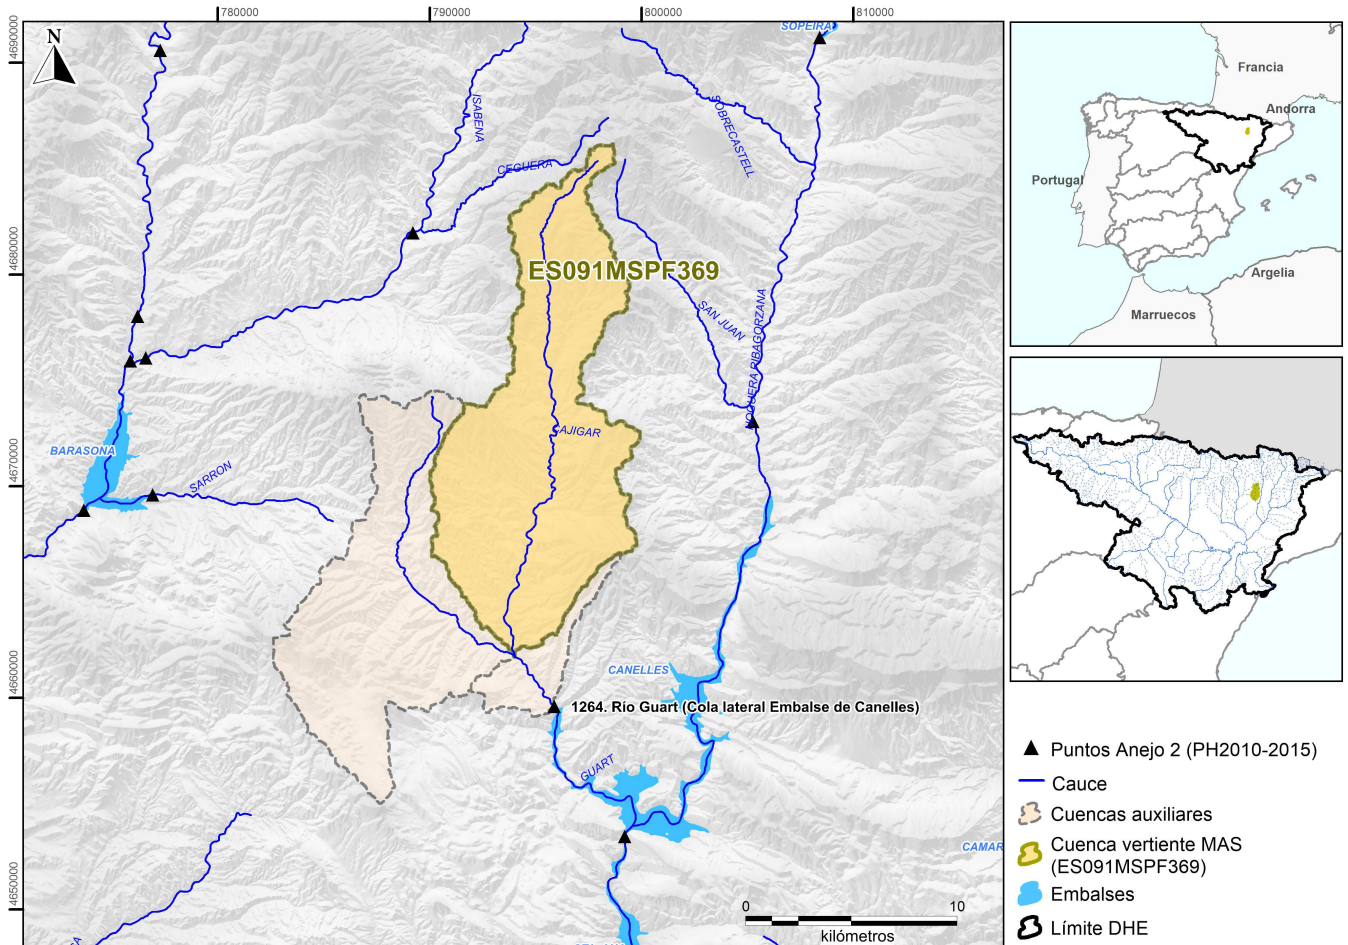 780000
790000
800000
810000
4690000
4680000
4670000
4660000
4650000
N
SOPEIRA
ISABENA
SOBRECASTELL
CEGUERA
ES091MSPF369
SAN JUAN
NOGUERA RIBAGORZANA
CAJIGAR
BARASONA
SARRON
CANELLES
1264. Río Guart (Cola lateral Embalse de Canelles)
GUART
CAMAR
0
10
kilómetros
Francia
Andorra
Portugal
Argelia
Marruecos
Puntos Anejo 2 (PH2010-2015)
Cauce
Cuencas auxiliares
Cuenca vertiente MAS
(ES091MSPF369)
Embalses
Límite DHE